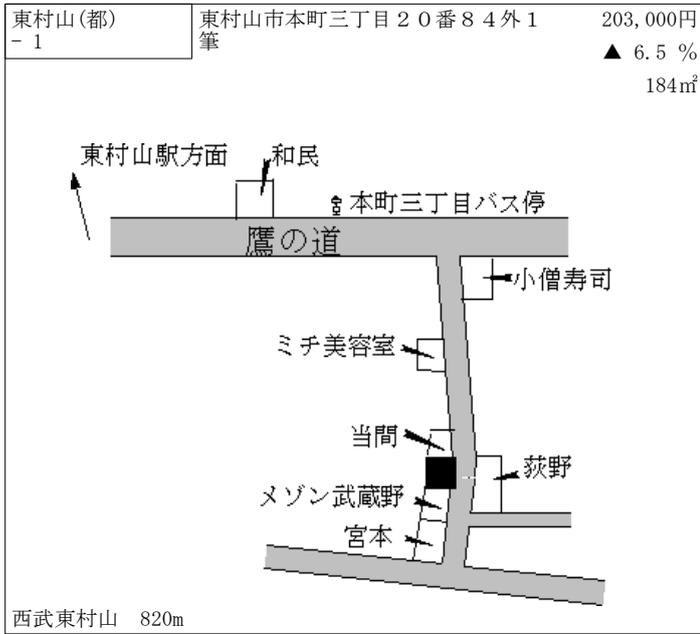 東村山(都)
- 1
東村山市本町三丁目２０番８４外１
筆
203,000円
▲ 6.5 %
184㎡
東村山駅方面
和民
本町三丁目バス停
鷹の道
小僧寿司
ミチ美容室
当間
荻野
メゾン武蔵野
宮本
西武東村山　820m